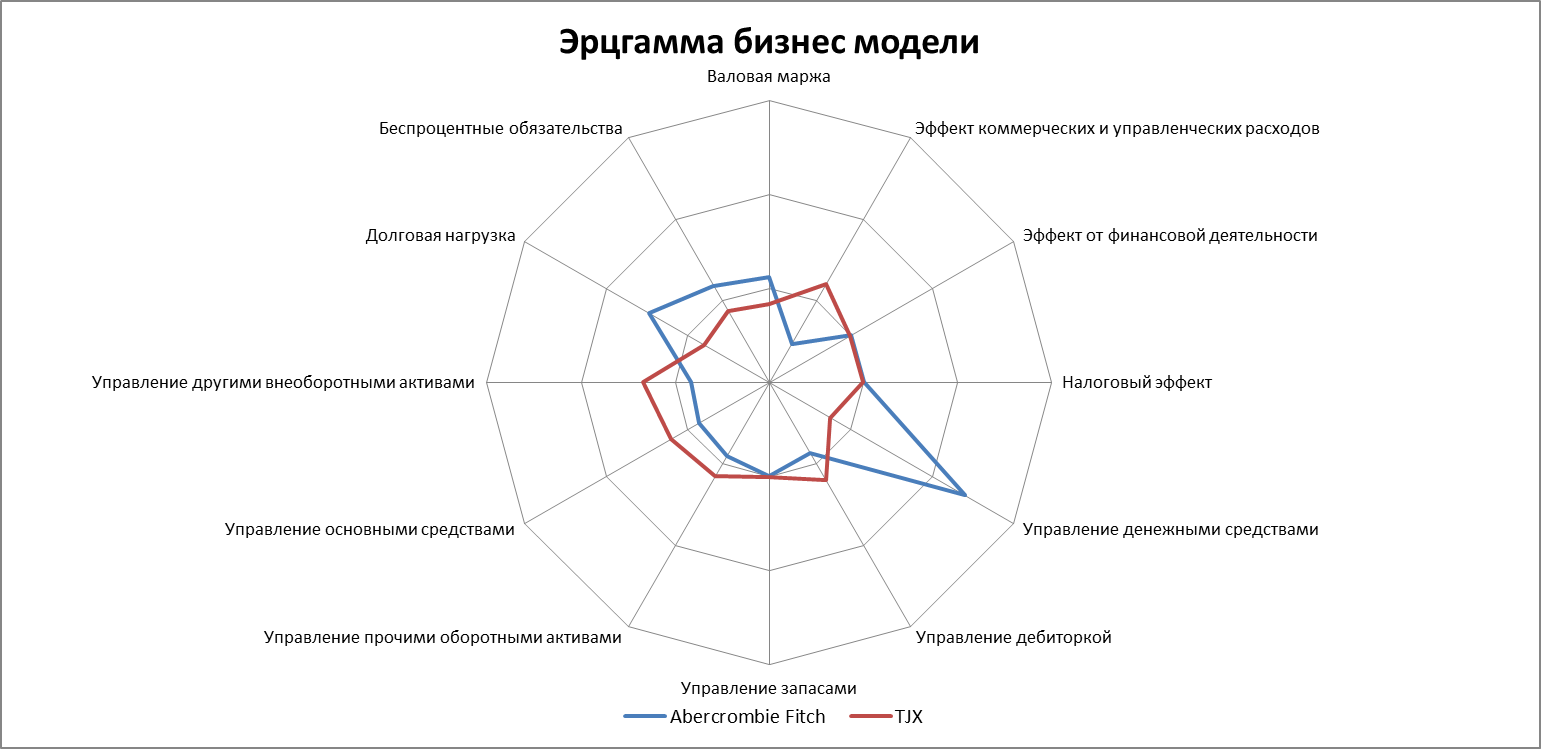 Эрцгамма бизнес модели
Валовая маржа
Эффект коммерческих и управленческих расходов
Эффект от финансовой деятельности
Налоговый эффект
Управление денежными средствами
Управление дебиторкой
Управление запасами
Управление прочими оборотными активами
Управление основными средствами
Управление другими внеоборотными активами
Долговая нагрузка
Беспроцентные обязательства
Abercrombie Fitch
TJX